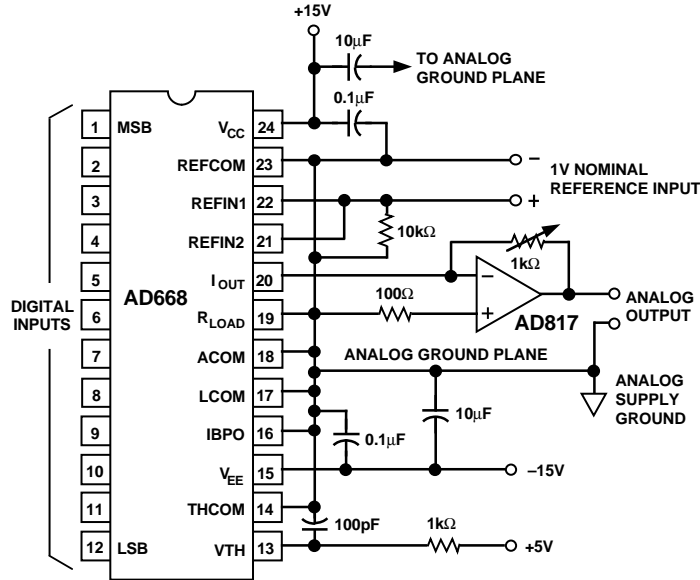 +15V
10µF
TO ANALOG
GROUND PLANE
0.1µF
1 MSB
VCC 24
2
REFCOM 23
− 1V NOMINAL
REFERENCE INPUT
3
REFIN1 22
+
4
REFIN2 21
10kΩ
1kΩ
5
IOUT 20
−
DIGITAL
INPUTS
AD668
6
RLOAD 19
100Ω
+
AD817
ANALOG
OUTPUT
7
ACOM 18
ANALOG GROUND PLANE
8
LCOM 17
ANALOG
SUPPLY
GROUND
10µF
9
IBPO 16
0.1µF
10
VEE 15
−15V
11
THCOM 14
100pF
1kΩ
12 LSB
VTH 13
+5V